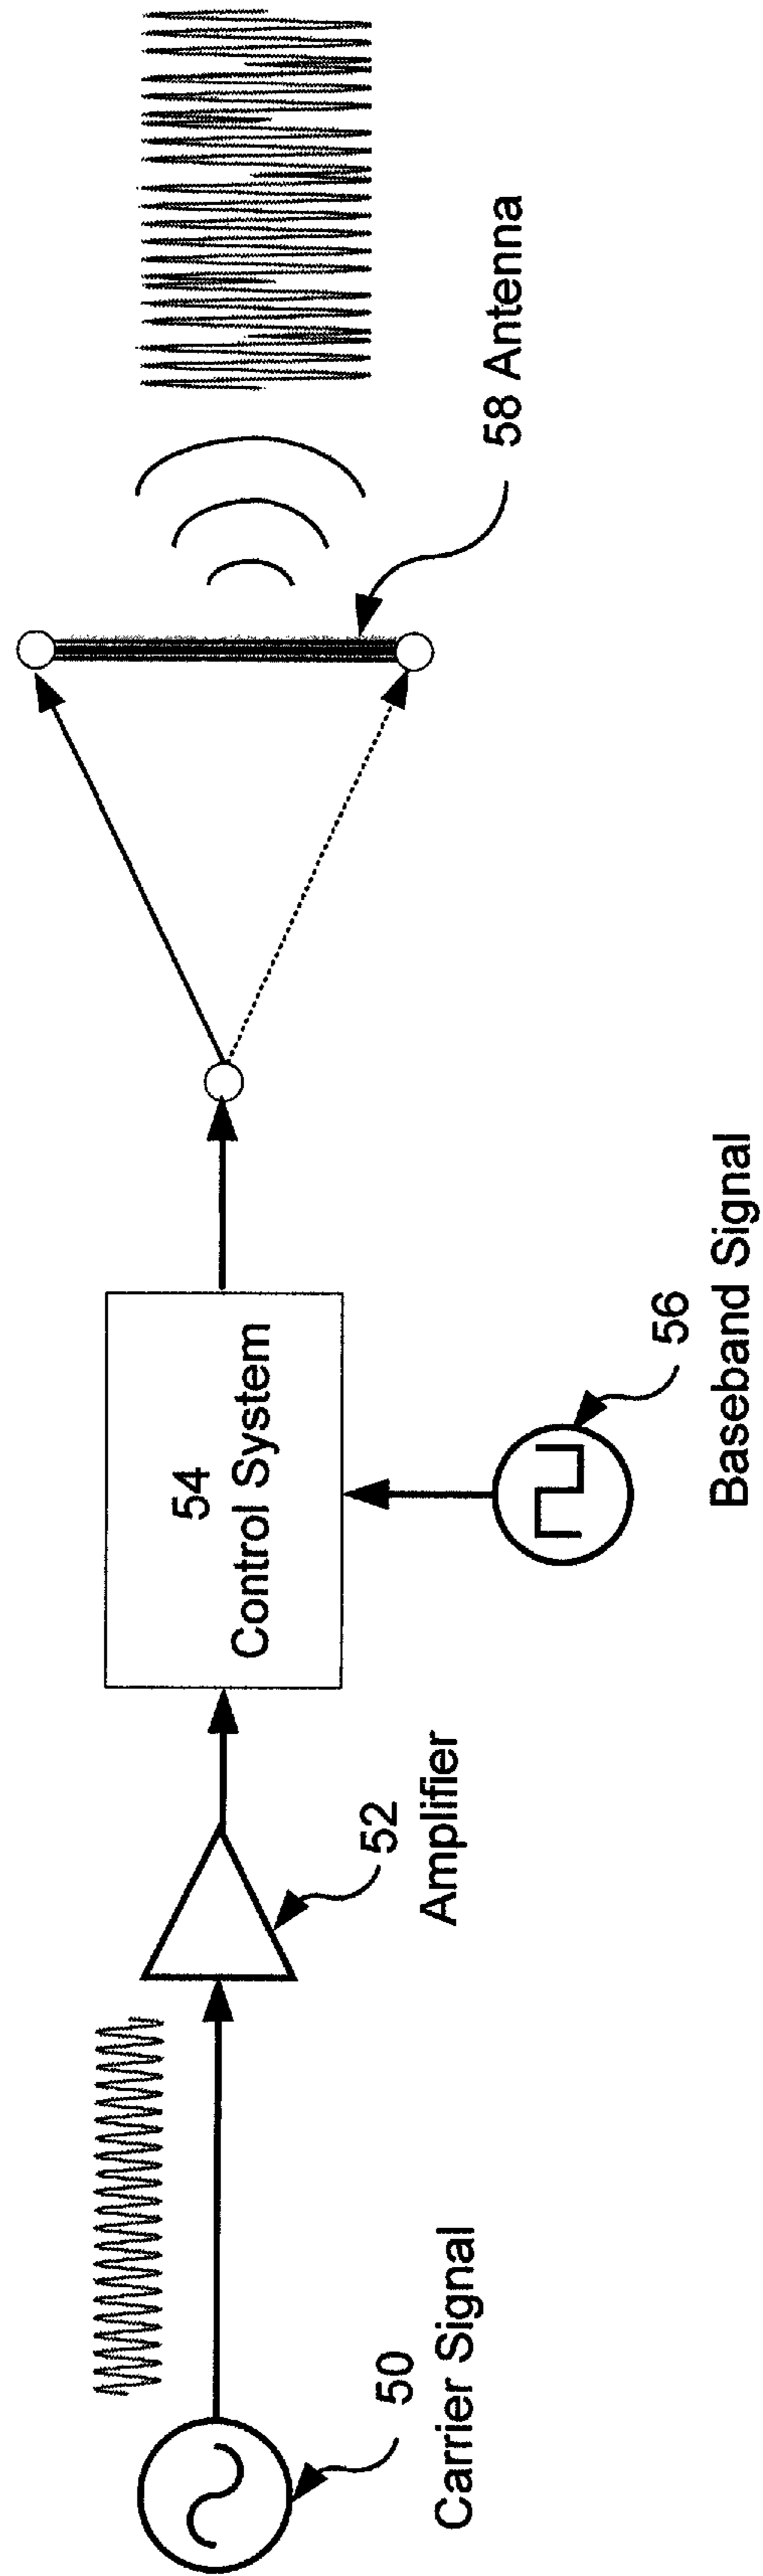 50
Carrier Signal
52
Amplifier
54
Control System
56
Baseband Signal
58 Antenna